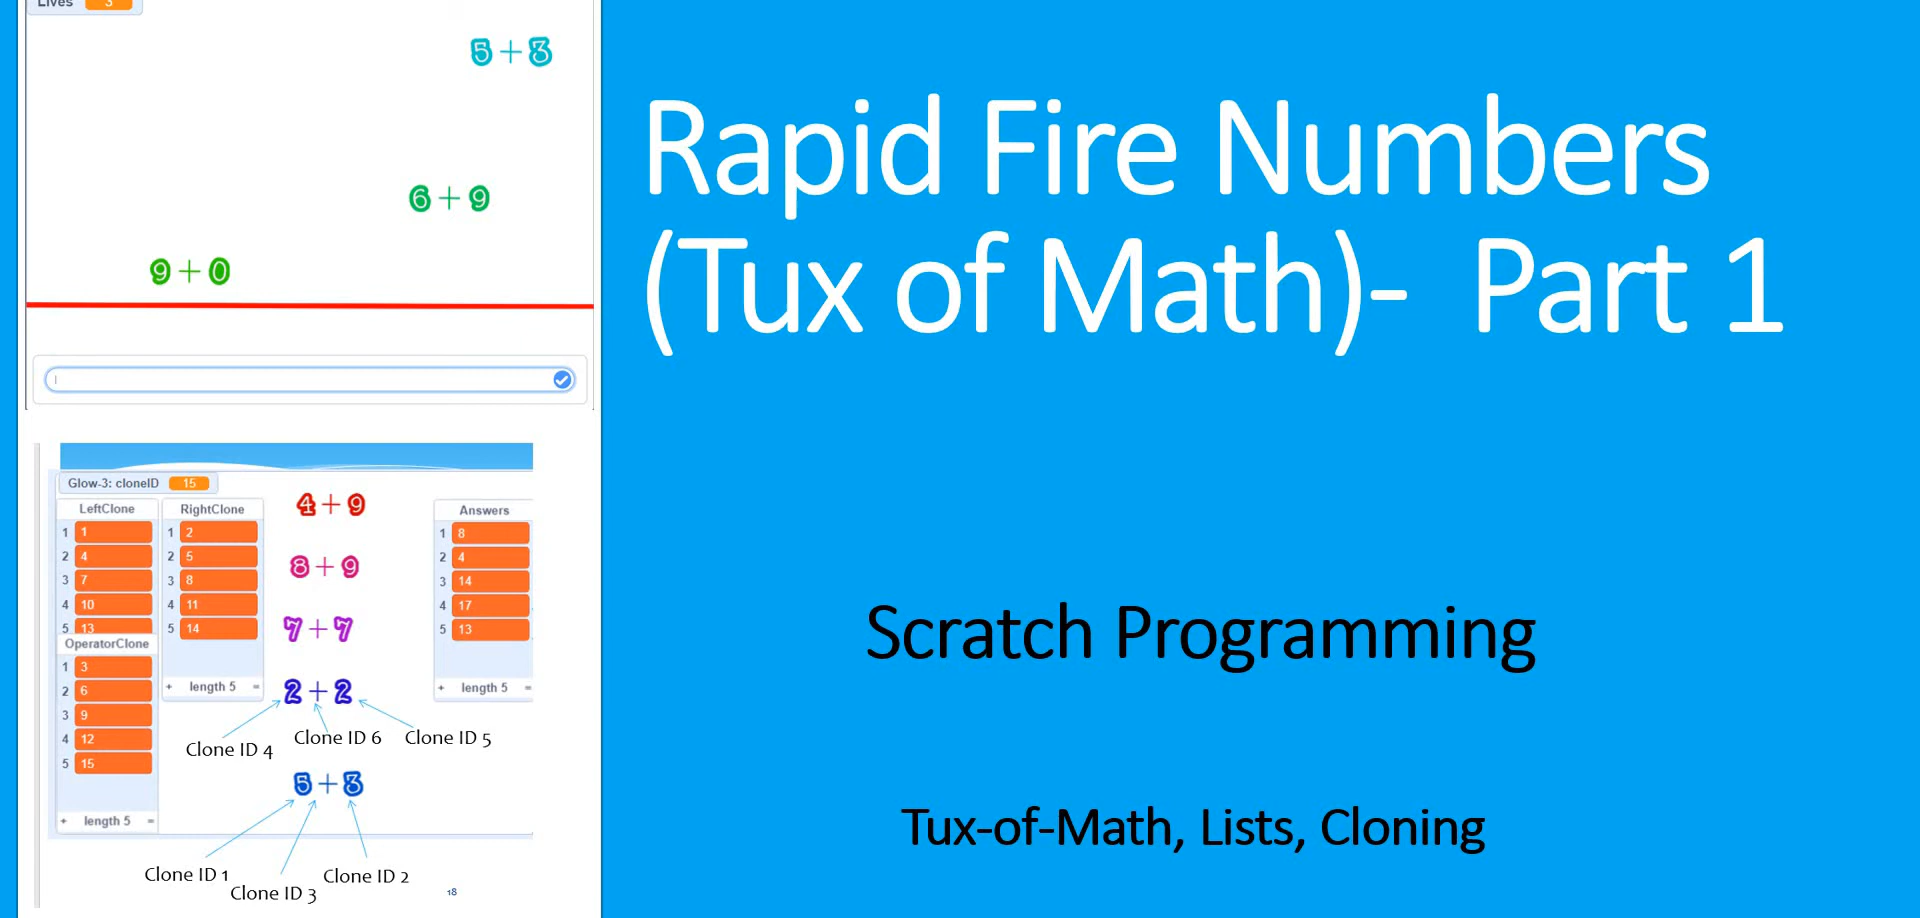 Lives 3
5+3
6+9
9+0
Glow-3: cloneID 15
LeftClone
1 1
2 4
3 7
4 10
5 13
RightClone
1 2
2 5
3 8
4 11
5 14
+ length 5 =
OperatorClone
1 3
2 6
3 9
4 12
5 15
+ length 5 =
4+9
8+9
7+7
2+2
Clone ID 4
Clone ID 6
Clone ID 5
5+3
Clone ID 1
Clone ID 3
Clone ID 2
Answers
1 8
2 4
3 14
4 17
5 13
+ length 5 =
18
Rapid Fire Numbers
(Tux of Math)- Part 1
Scratch Programming
Tux-of-Math, Lists, Cloning